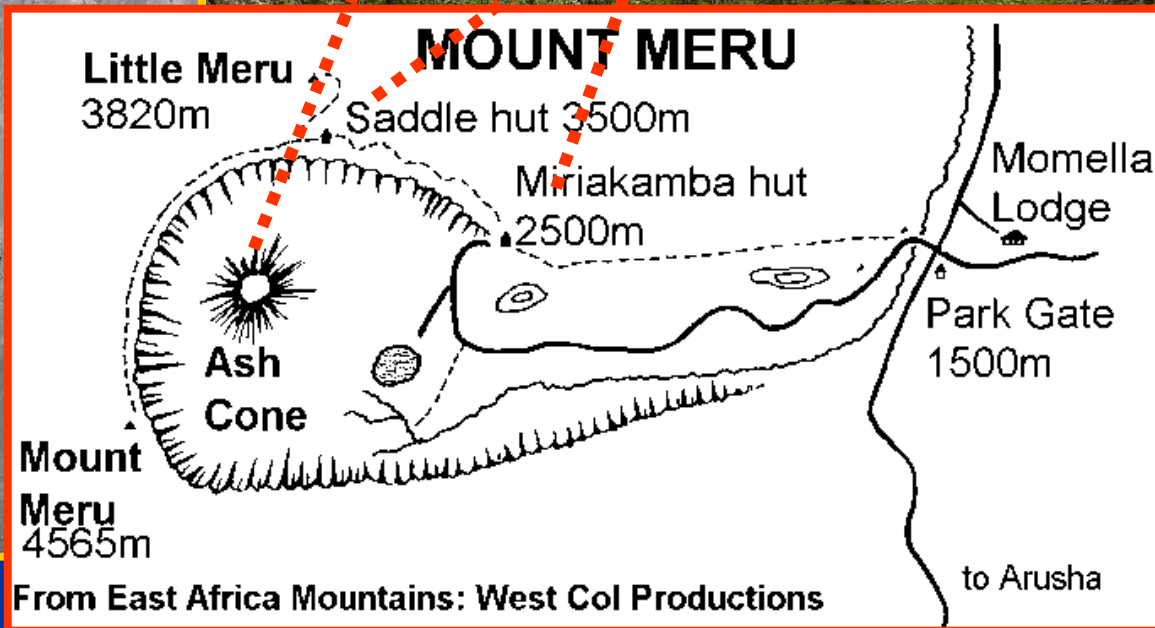 MOUNT MERU
Little Meru
3820m
Saddle hut 3500m
Miriakamba hut
2500m
Momella
Lodge
Park Gate
1500m
Ash
Cone
Mount
Meru
4565m
to Arusha
From East Africa Mountains: West Col Productions